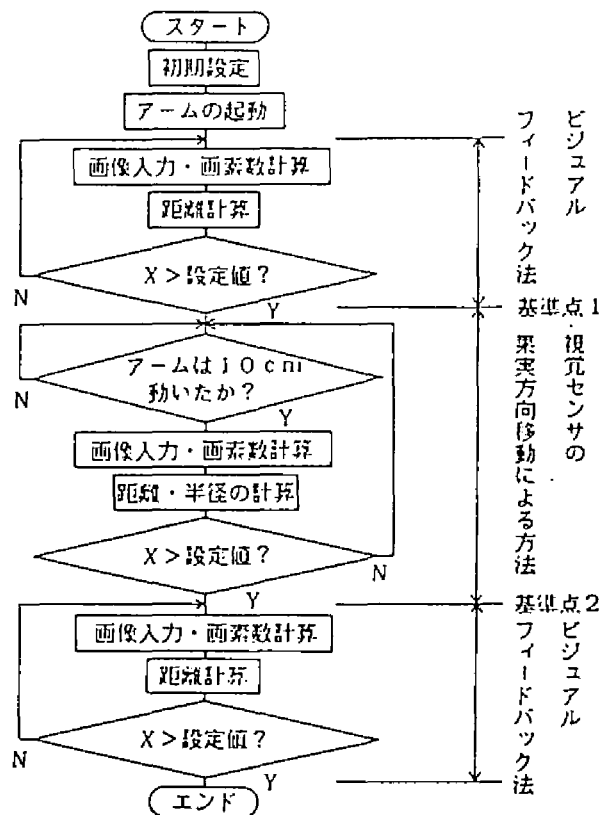 スタート
初期設定
アームの起動
画像入力・画素数計算
距離計算
X＞設定値？
N
Y
アームは10cm
動いたか？
N
Y
画像入力・画素数計算
距離・半径の計算
X＞設定値？
N
Y
画像入力・画素数計算
距離計算
X＞設定値？
N
Y
エンド
ビジュアル
フィードバック法
基準点1
視覚センサの
果実方向移動による方法
基準点2
ビジュアル
フィードバック法